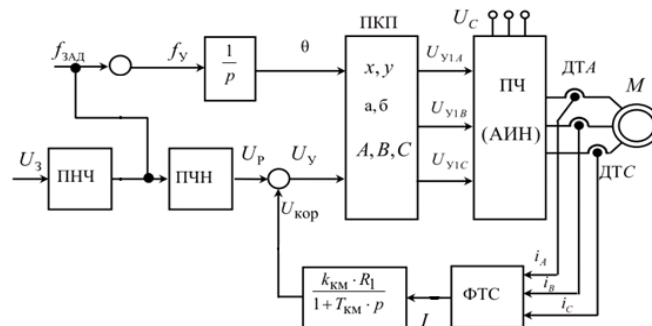 ПКП
U_C
f_ЗАД
f_У
1/p
θ
x, y
а, б
A, B, C
U_У1A
U_У1B
U_У1C
ПЧ
(АИН)
ДТA
M
ДТC
U_З
ПНЧ
ПЧН
U_Р
U_У
U_кор
k_км · R_1
1 + T_км · p
I
ФТС
i_A
i_B
i_C